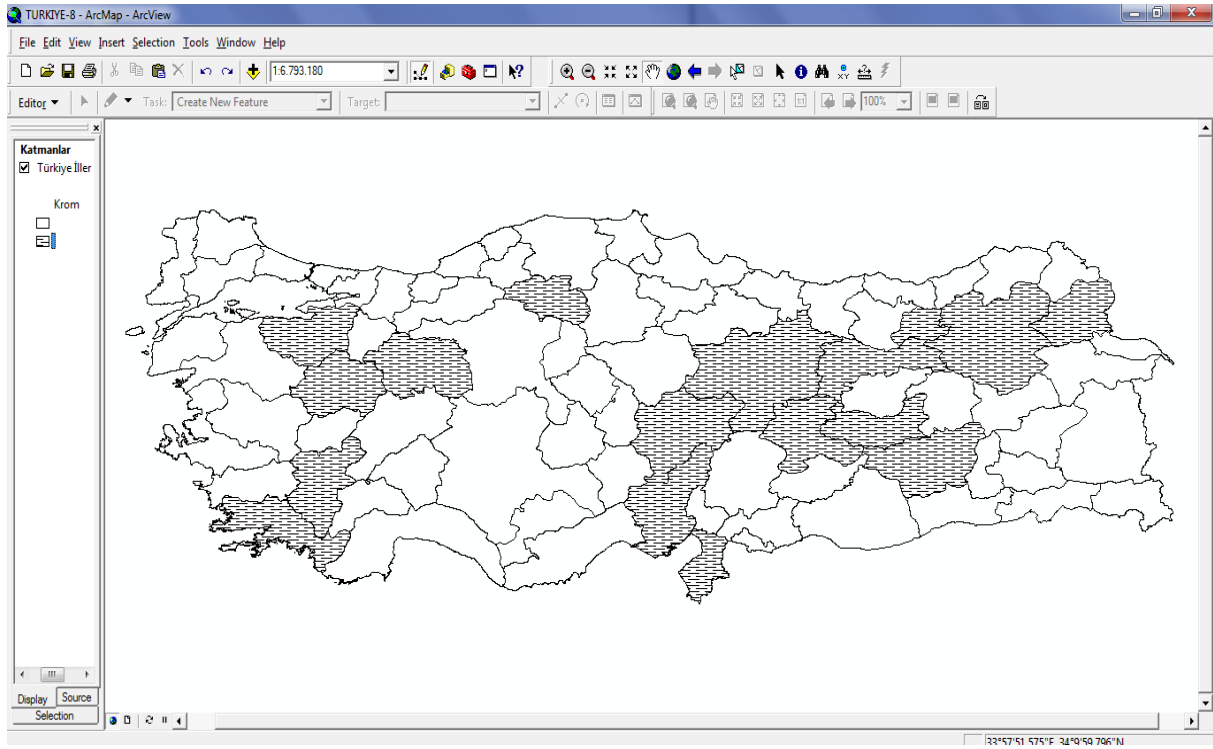 TURKIYE-8 - ArcMap - ArcView
File Edit View Insert Selection Tools Window Help
1:6.793.180
Editor Task: Create New Feature Target: 100%
Katmanlar
Türkiye İller
Krom
Display Source
Selection
33°57'51,575"E 34°9'59,796"N